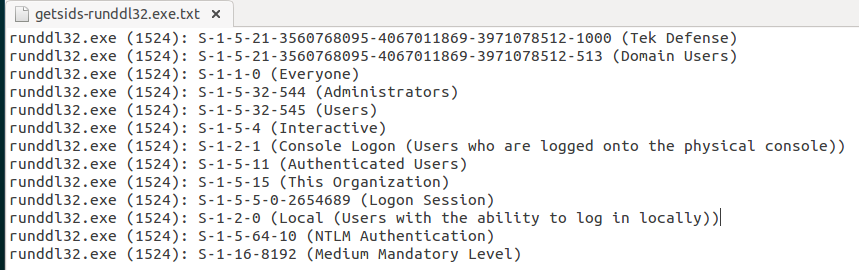 getsids-runddl32.exe.txt ×
runddl32.exe (1524): S-1-5-21-3560768095-4067011869-3971078512-1000 (Tek Defense)
runddl32.exe (1524): S-1-5-21-3560768095-4067011869-3971078512-513 (Domain Users)
runddl32.exe (1524): S-1-1-0 (Everyone)
runddl32.exe (1524): S-1-5-32-544 (Administrators)
runddl32.exe (1524): S-1-5-32-545 (Users)
runddl32.exe (1524): S-1-5-4 (Interactive)
runddl32.exe (1524): S-1-2-1 (Console Logon (Users who are logged onto the physical console))
runddl32.exe (1524): S-1-5-11 (Authenticated Users)
runddl32.exe (1524): S-1-5-15 (This Organization)
runddl32.exe (1524): S-1-5-5-0-2654689 (Logon Session)
runddl32.exe (1524): S-1-2-0 (Local (Users with the ability to log in locally))
runddl32.exe (1524): S-1-5-64-10 (NTLM Authentication)
runddl32.exe (1524): S-1-16-8192 (Medium Mandatory Level)